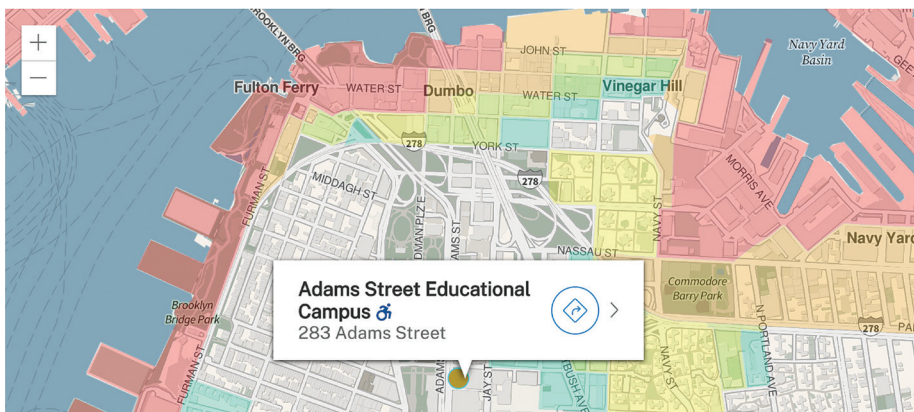 +
−
BROOKLYN BRG
BRG
JOHN ST
Navy Yard
Basin
Fulton Ferry
WATER ST
Dumbo
WATER ST
Vinegar Hill
278
YORK ST
278
MIDDAGH ST
FURMAN ST
MORRIS AVE
NAVY ST
NASSAU ST
Navy Yard
Commodore
Barry Park
278
Adams Street Educational
Campus
283 Adams Street
Brooklyn
Bridge Park
FURMAN ST
ADAMS
JAY ST
NAVY ST
N PORTLAND AVE